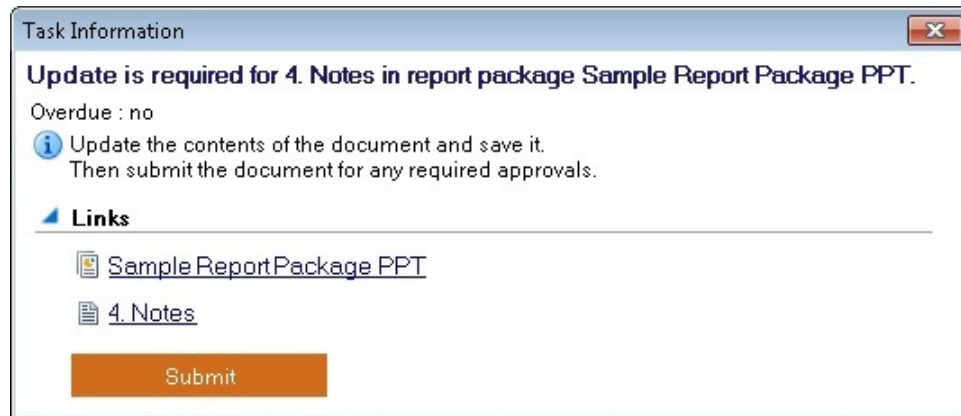 Task Information
Update is required for 4. Notes in report package Sample Report Package PPT.
Overdue : no
Update the contents of the document and save it.
Then submit the document for any required approvals.
Links
Sample Report Package PPT
4. Notes
Submit